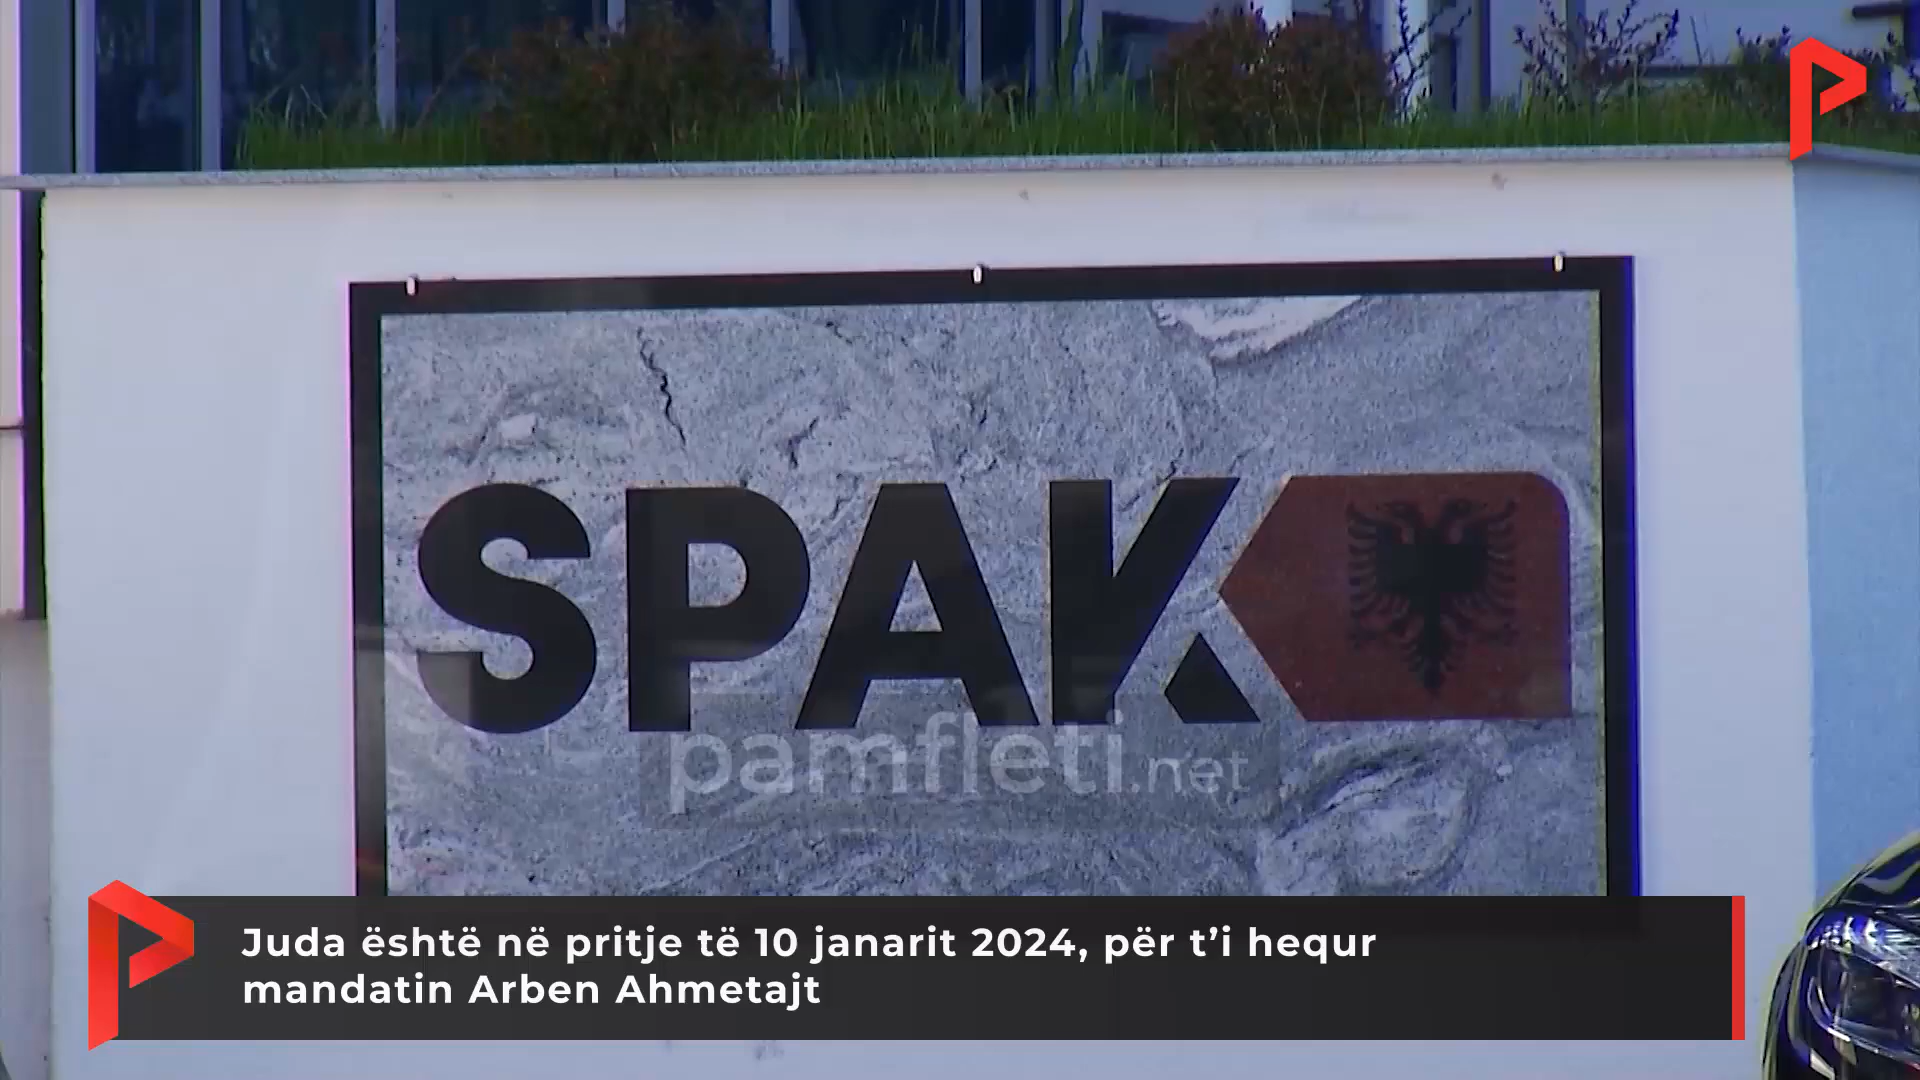 SPAK
pamfleti.net
Juda është në pritje të 10 janarit 2024, për t’i hequr
mandatin Arben Ahmetajt